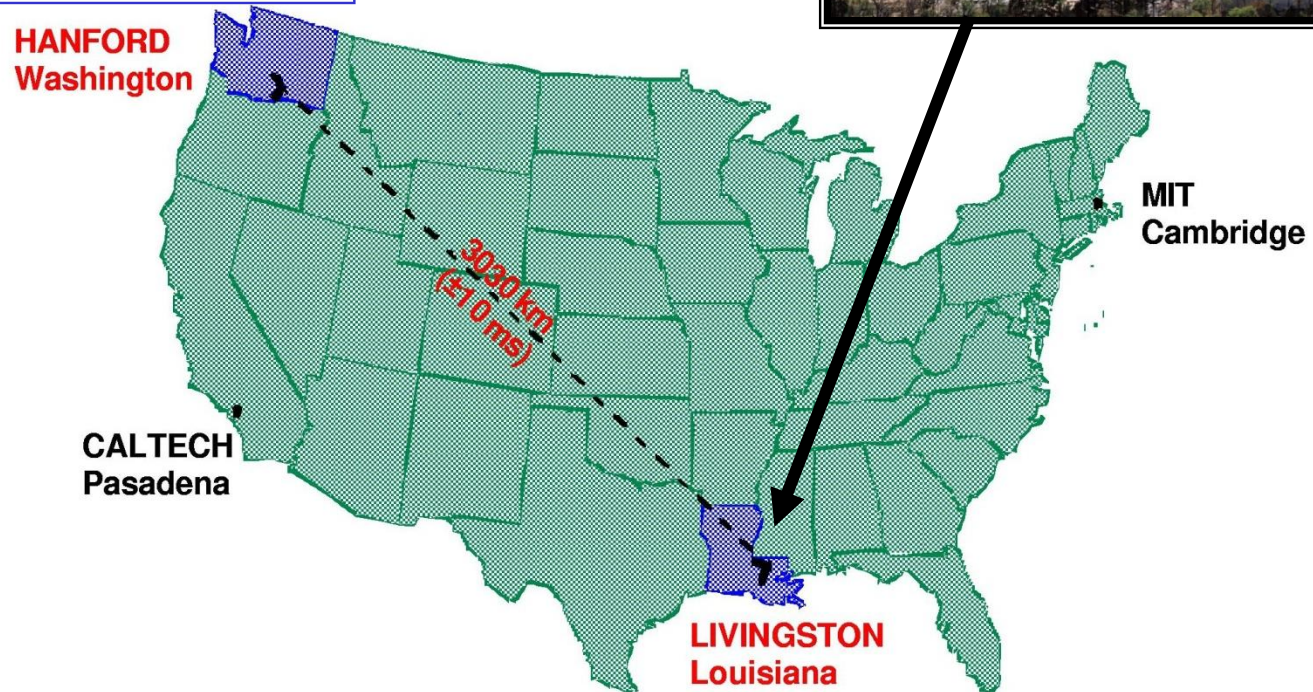 HANFORD
Washington
3030 km
(±10 ms)
MIT
Cambridge
CALTECH
Pasadena
LIVINGSTON
Louisiana